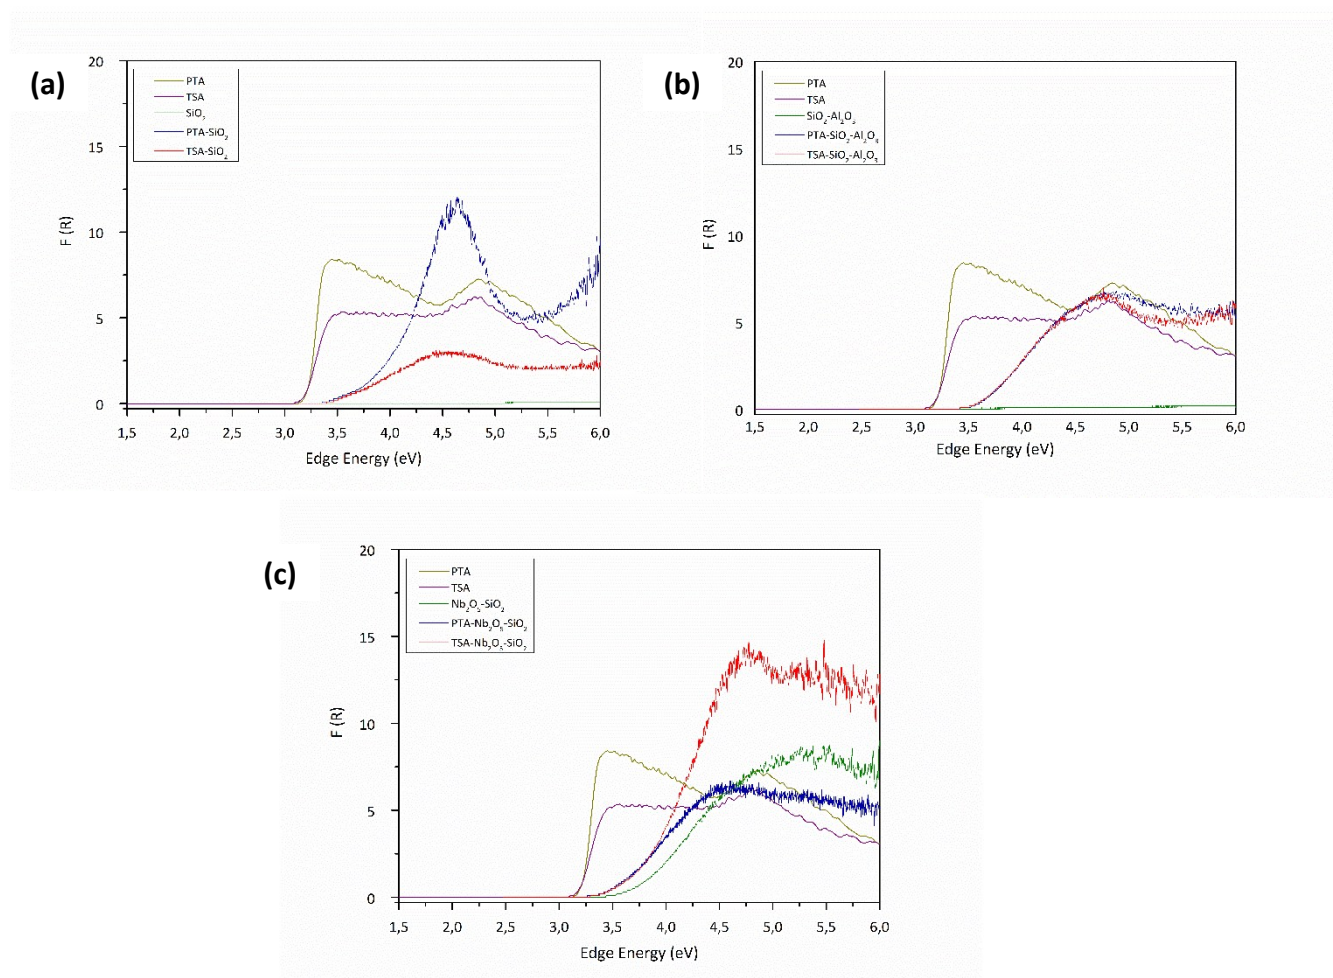 (a)
20
15
10
5
0
F (R)
PTA
TSA
SiO2
PTA-SiO2
TSA-SiO2
1,5 2,0 2,5 3,0 3,5 4,0 4,5 5,0 5,5 6,0
Edge Energy (eV)
(b)
20
15
10
5
0
F (R)
PTA
TSA
SiO2-Al2O3
PTA-SiO2-Al2O3
TSA-SiO2-Al2O3
1,5 2,0 2,5 3,0 3,5 4,0 4,5 5,0 5,5 6,0
Edge Energy (eV)
(c)
20
15
10
5
0
F (R)
PTA
TSA
Nb2O5-SiO2
PTA-Nb2O5-SiO2
TSA-Nb2O5-SiO2
1,5 2,0 2,5 3,0 3,5 4,0 4,5 5,0 5,5 6,0
Edge Energy (eV)